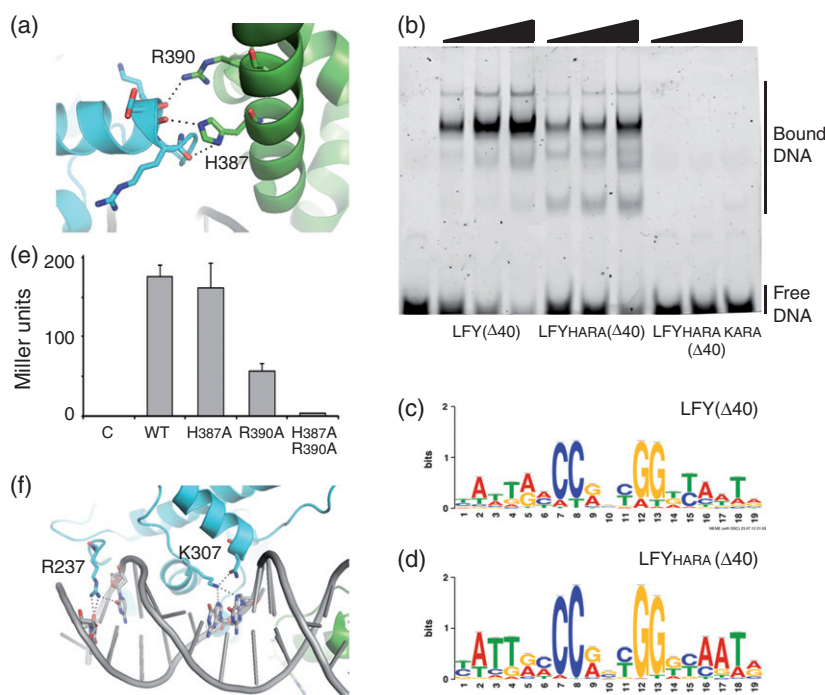 (a)
R390
H387
(b)
Bound
DNA
Free
DNA
LFY(Δ40)
LFYHARA(Δ40)
LFYHARA KARA
(Δ40)
(e)
Miller units
200
100
0
C
WT
H387A
R390A
H387A
R390A
(c)
LFY(Δ40)
bits
2
1
0
1 2 3 4 5 6 7 8 9 10 11 12 13 14 15 16 17 18 19
(f)
R237
K307
(d)
LFYHARA (Δ40)
bits
2
1
0
1 2 3 4 5 6 7 8 9 10 11 12 13 14 15 16 17 18 19